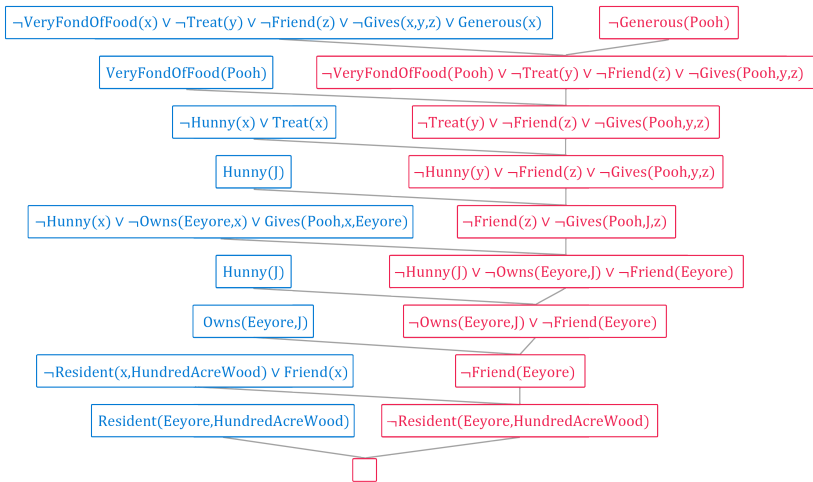 ¬VeryFondOfFood(x) ∨ ¬Treat(y) ∨ ¬Friend(z) ∨ ¬Gives(x,y,z) ∨ Generous(x)
¬Generous(Pooh)
VeryFondOfFood(Pooh)
¬VeryFondOfFood(Pooh) ∨ ¬Treat(y) ∨ ¬Friend(z) ∨ ¬Gives(Pooh,y,z)
¬Hunny(x) ∨ Treat(x)
¬Treat(y) ∨ ¬Friend(z) ∨ ¬Gives(Pooh,y,z)
Hunny(J)
¬Hunny(y) ∨ ¬Friend(z) ∨ ¬Gives(Pooh,y,z)
¬Hunny(x) ∨ ¬Owns(Eeyore,x) ∨ Gives(Pooh,x,Eeyore)
¬Friend(z) ∨ ¬Gives(Pooh,J,z)
Hunny(J)
¬Hunny(J) ∨ ¬Owns(Eeyore,J) ∨ ¬Friend(Eeyore)
Owns(Eeyore,J)
¬Owns(Eeyore,J) ∨ ¬Friend(Eeyore)
¬Resident(x,HundredAcreWood) ∨ Friend(x)
¬Friend(Eeyore)
Resident(Eeyore,HundredAcreWood)
¬Resident(Eeyore,HundredAcreWood)